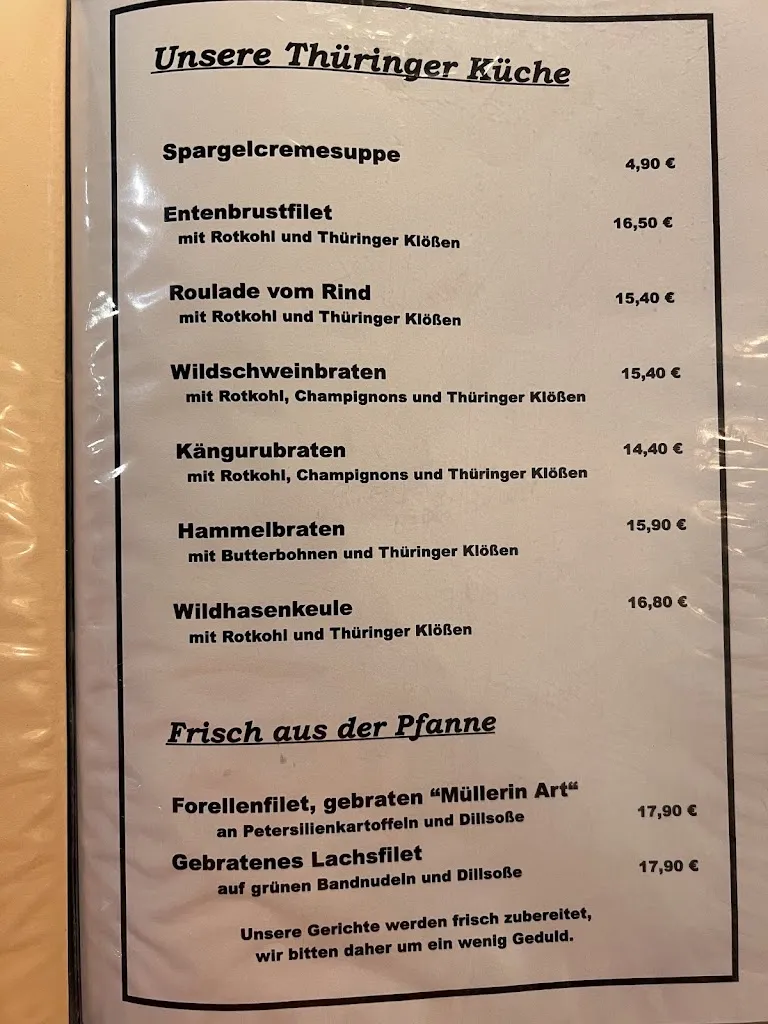 Unsere Thüringer Küche
Spargelcremesuppe 4,90 €
Entenbrustfilet 16,50 €
mit Rotkohl und Thüringer Klößen
Roulade vom Rind 15,40 €
mit Rotkohl und Thüringer Klößen
Wildschweinbraten 15,40 €
mit Rotkohl, Champignons und Thüringer Klößen
Kängurubraten 14,40 €
mit Rotkohl, Champignons und Thüringer Klößen
Hammelbraten 15,90 €
mit Butterbohnen und Thüringer Klößen
Wildhasenkeule 16,80 €
mit Rotkohl und Thüringer Klößen
Frisch aus der Pfanne
Forellenfilet, gebraten “Müllerin Art“ 17,90 €
an Petersilienkartoffeln und Dillsoße
Gebratenes Lachsfilet 17,90 €
auf grünen Bandnudeln und Dillsoße
Unsere Gerichte werden frisch zubereitet,
wir bitten daher um ein wenig Geduld.